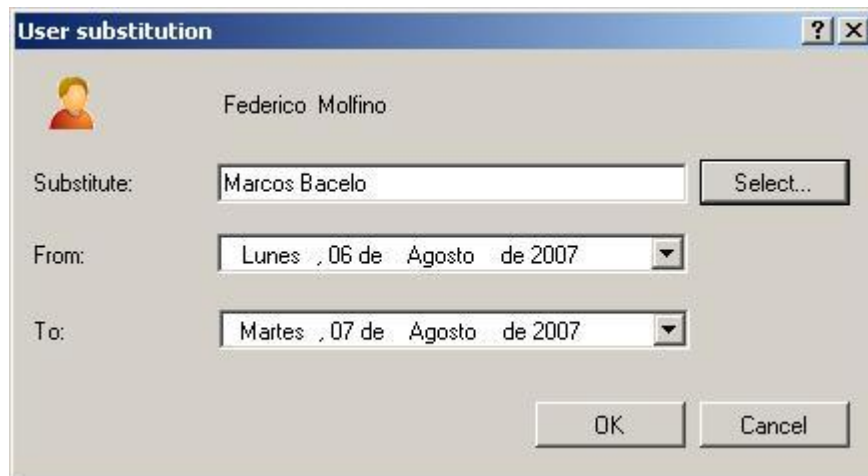 User substitution
Federico Molfino
Substitute: Marcos Bacelo Select...
From: Lunes , 06 de Agosto de 2007
To: Martes , 07 de Agosto de 2007
OK Cancel